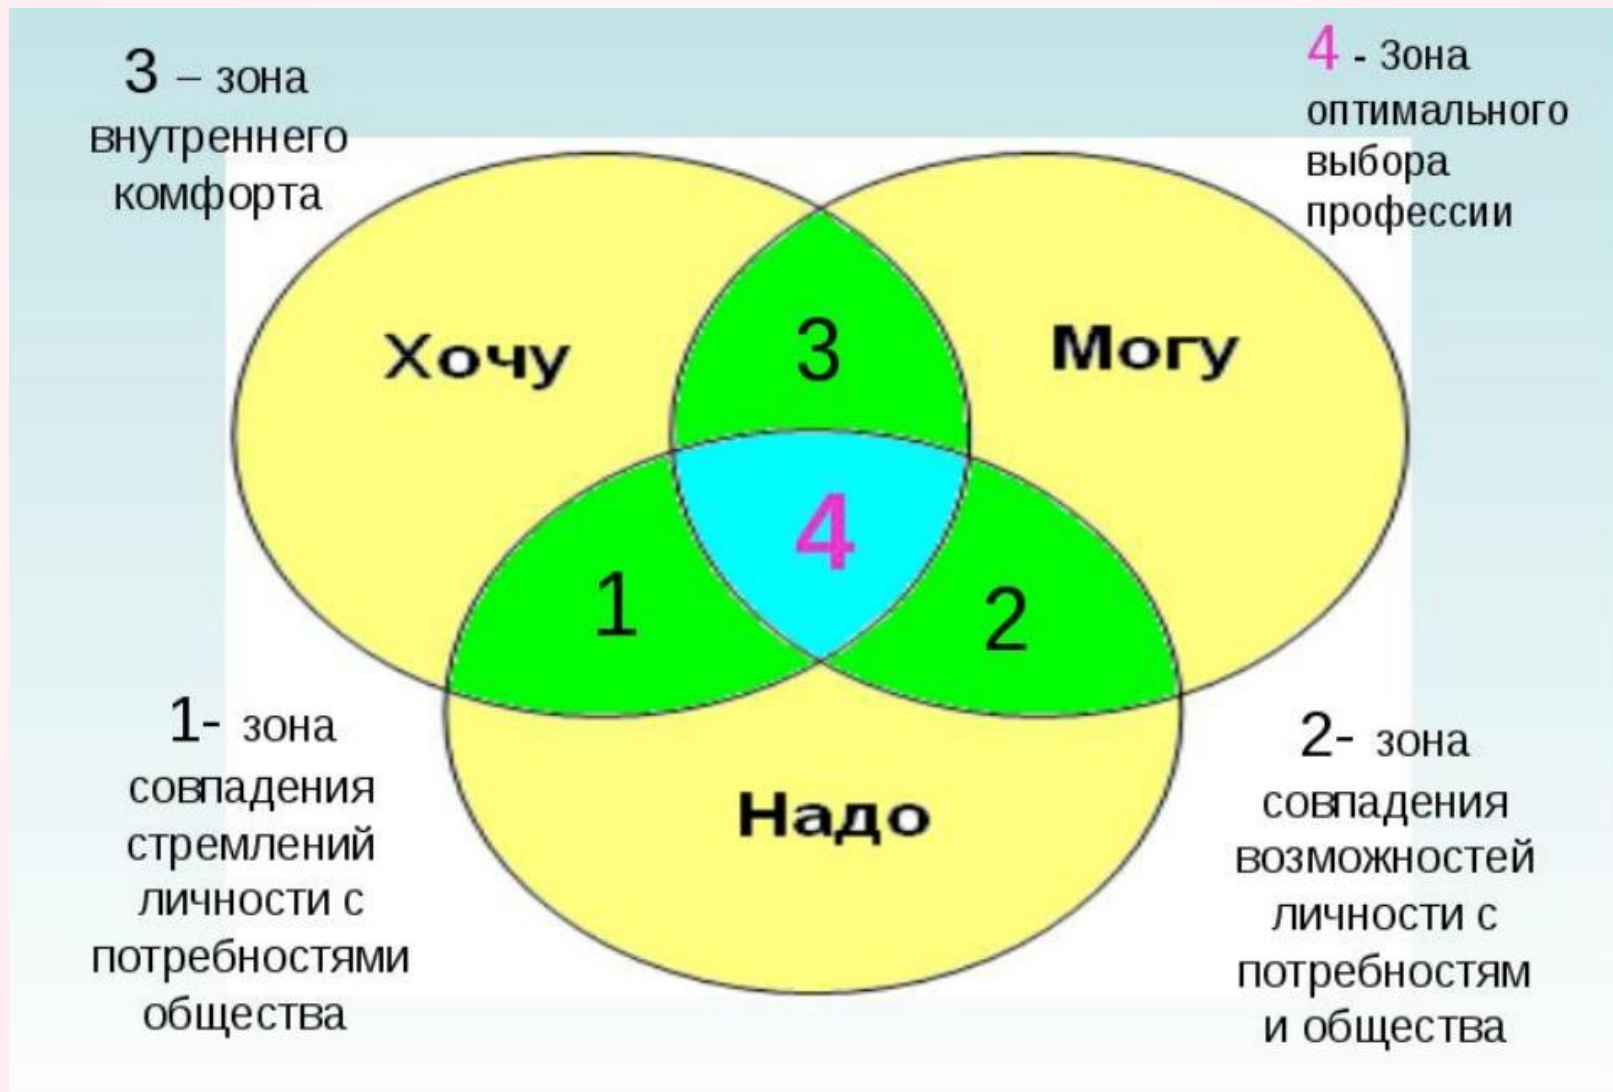 3 – зона
внутреннего
комфорта
4 - Зона
оптимального
выбора
профессии
Хочу
Могу
3
4
1
2
Надо
1- зона
совпадения
стремлений
личности с
потребностями
общества
2- зона
совпадения
возможностей
личности с
потребностям
и общества